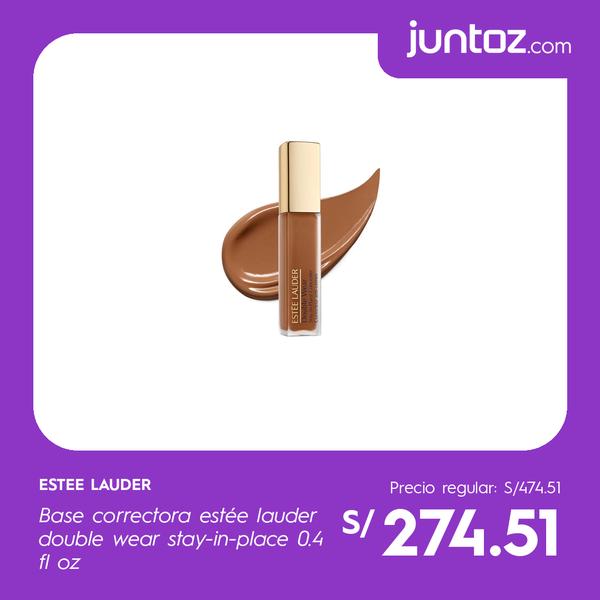 juntoz.com
ESTĒE LAUDER
ESTEE LAUDER
Base correctora estée lauder
double wear stay-in-place 0.4
fl oz
Precio regular: S/474.51
S/ 274.51